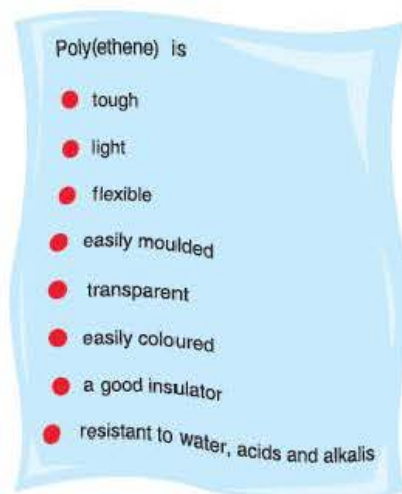 Poly(ethene) is
tough
light
flexible
easily moulded
transparent
easily coloured
a good insulator
resistant to water, acids and alkalis